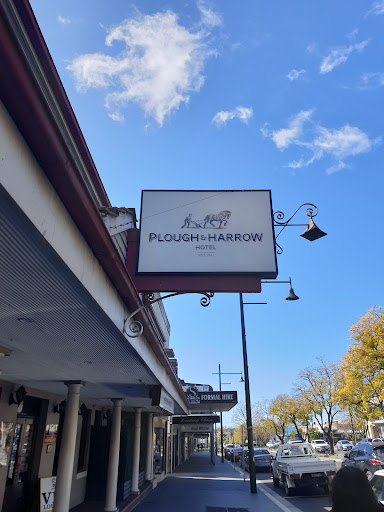 PLOUGH & HARROW
HOTEL
FORMAL HIRE
V